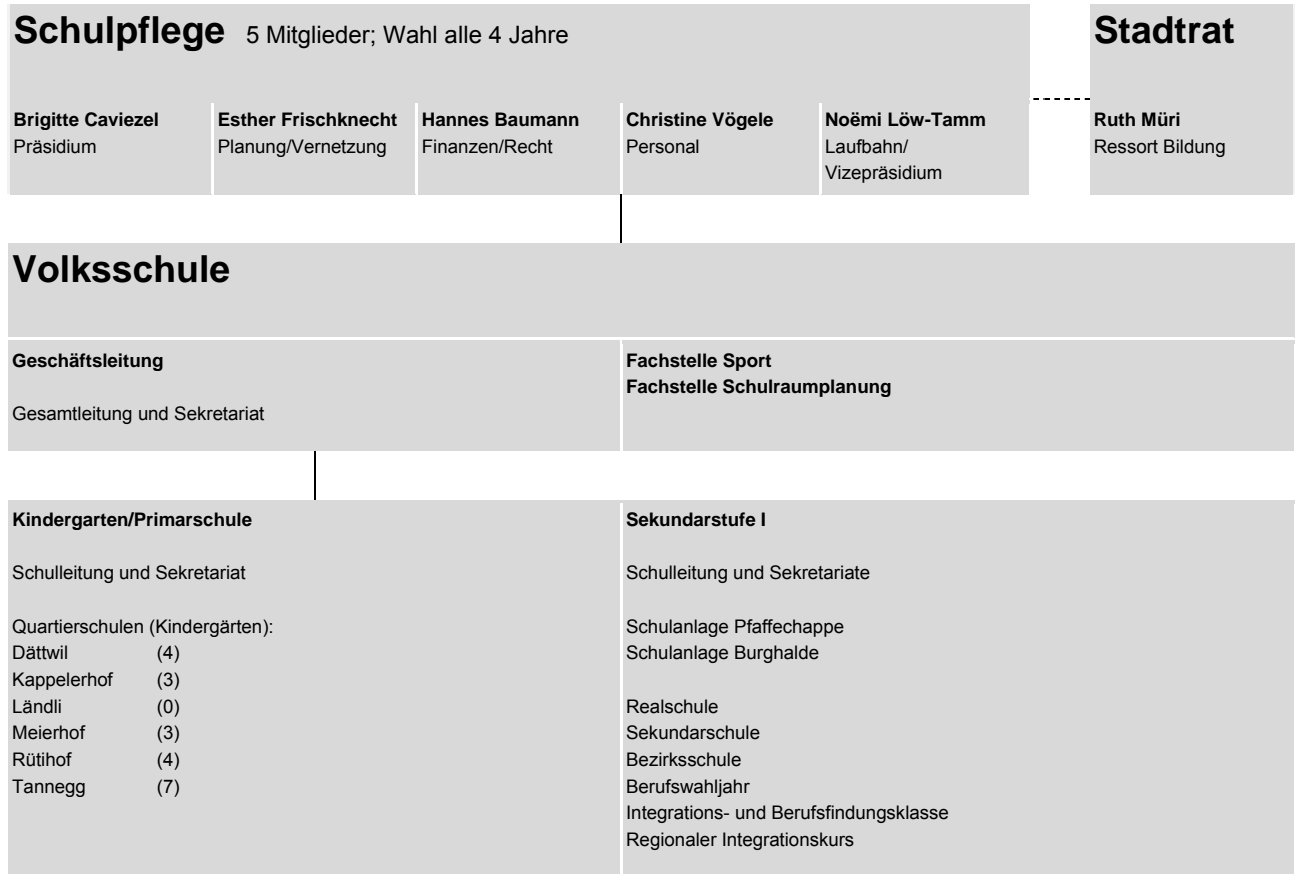 Schulpflege 5 Mitglieder; Wahl alle 4 Jahre
Stadtrat
Brigitte Caviezel
Präsidium
Esther Frischknecht
Planung/Vernetzung
Hannes Baumann
Finanzen/Recht
Christine Vögele
Personal
Noëmi Löw-Tamm
Laufbahn/
Vizepräsidium
Ruth Müri
Ressort Bildung
Volksschule
Geschäftsleitung
Gesamtleitung und Sekretariat
Fachstelle Sport
Fachstelle Schulraumplanung
Kindergarten/Primarschule
Schulleitung und Sekretariat
Quartierschulen (Kindergärten):
Dättwil (4)
Kappelerhof (3)
Ländli (0)
Meierhof (3)
Rütihof (4)
Tannegg (7)
Sekundarstufe I
Schulleitung und Sekretariate
Schulanlage Pfaffechappe
Schulanlage Burghalde
Realschule
Sekundarschule
Bezirksschule
Berufswahljahr
Integrations- und Berufsfindungsklasse
Regionaler Integrationskurs